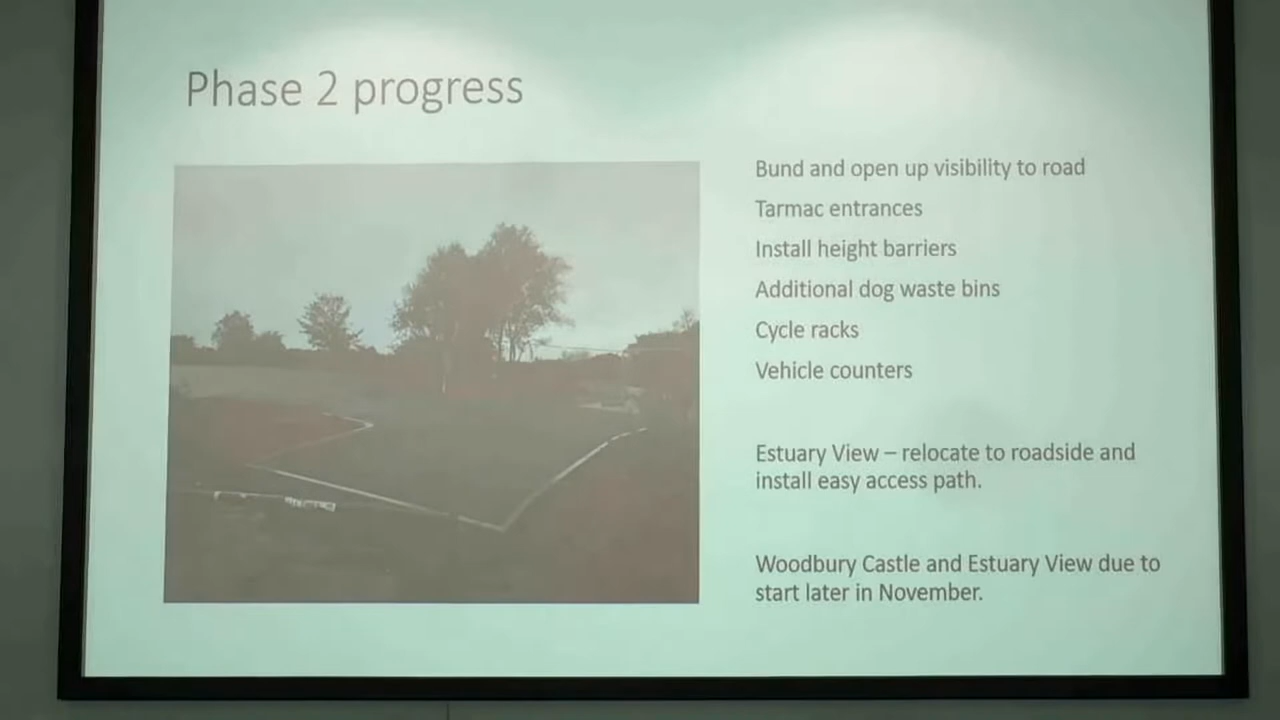 Phase 2 progress
Bund and open up visibility to road
Tarmac entrances
Install height barriers
Additional dog waste bins
Cycle racks
Vehicle counters
Estuary View – relocate to roadside and
install easy access path.
Woodbury Castle and Estuary View due to
start later in November.